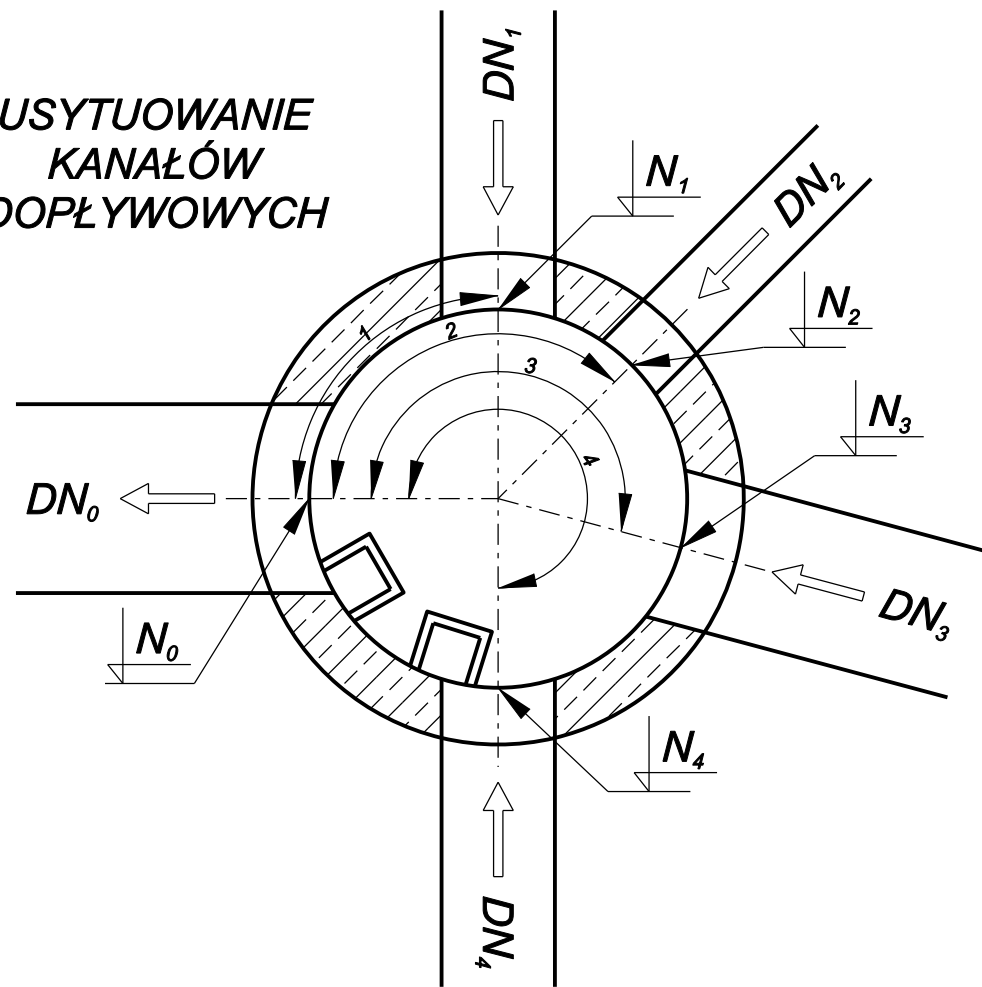 USYTUOWANIE
KANAŁÓW
DOPŁYWOWYCH
DN₁
N₁
DN₂
N₂
1
2
3
N₃
4
DN₀
DN₃
N₀
N₄
DN₄